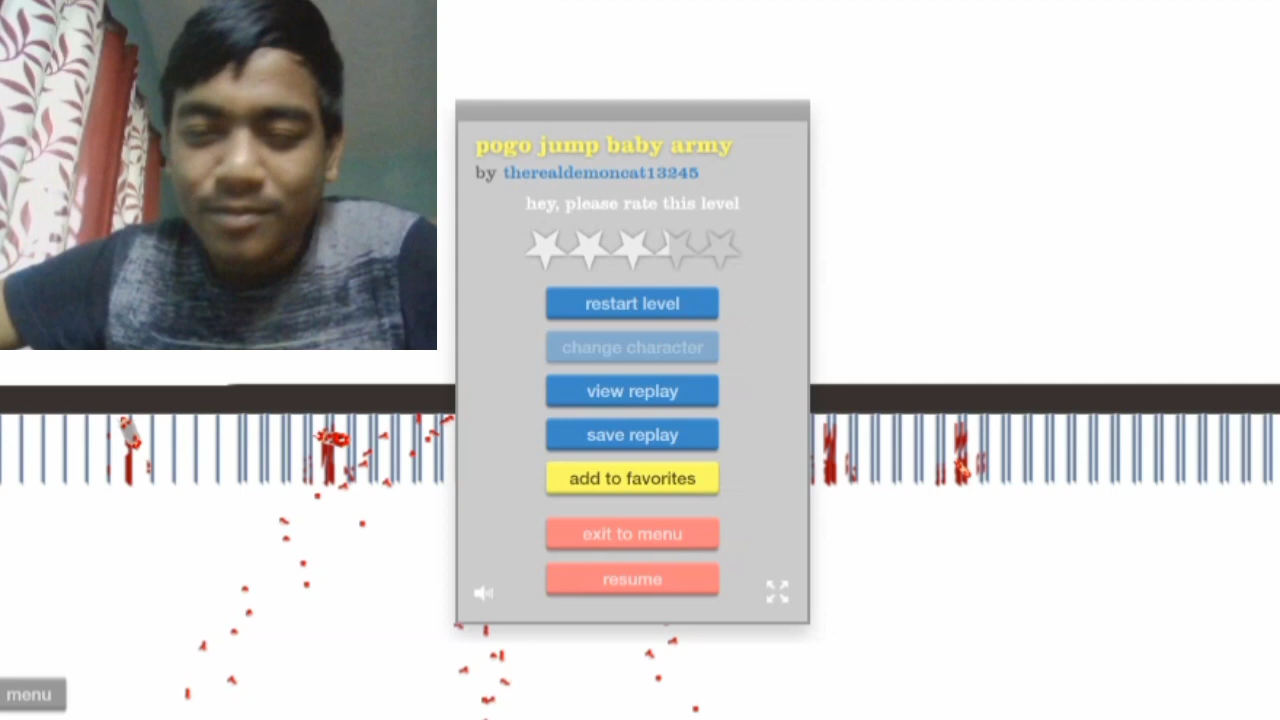 pogo jump baby army
by therealdemoncat13245
hey, please rate this level
restart level
change character
view replay
save replay
add to favorites
exit to menu
resume
menu